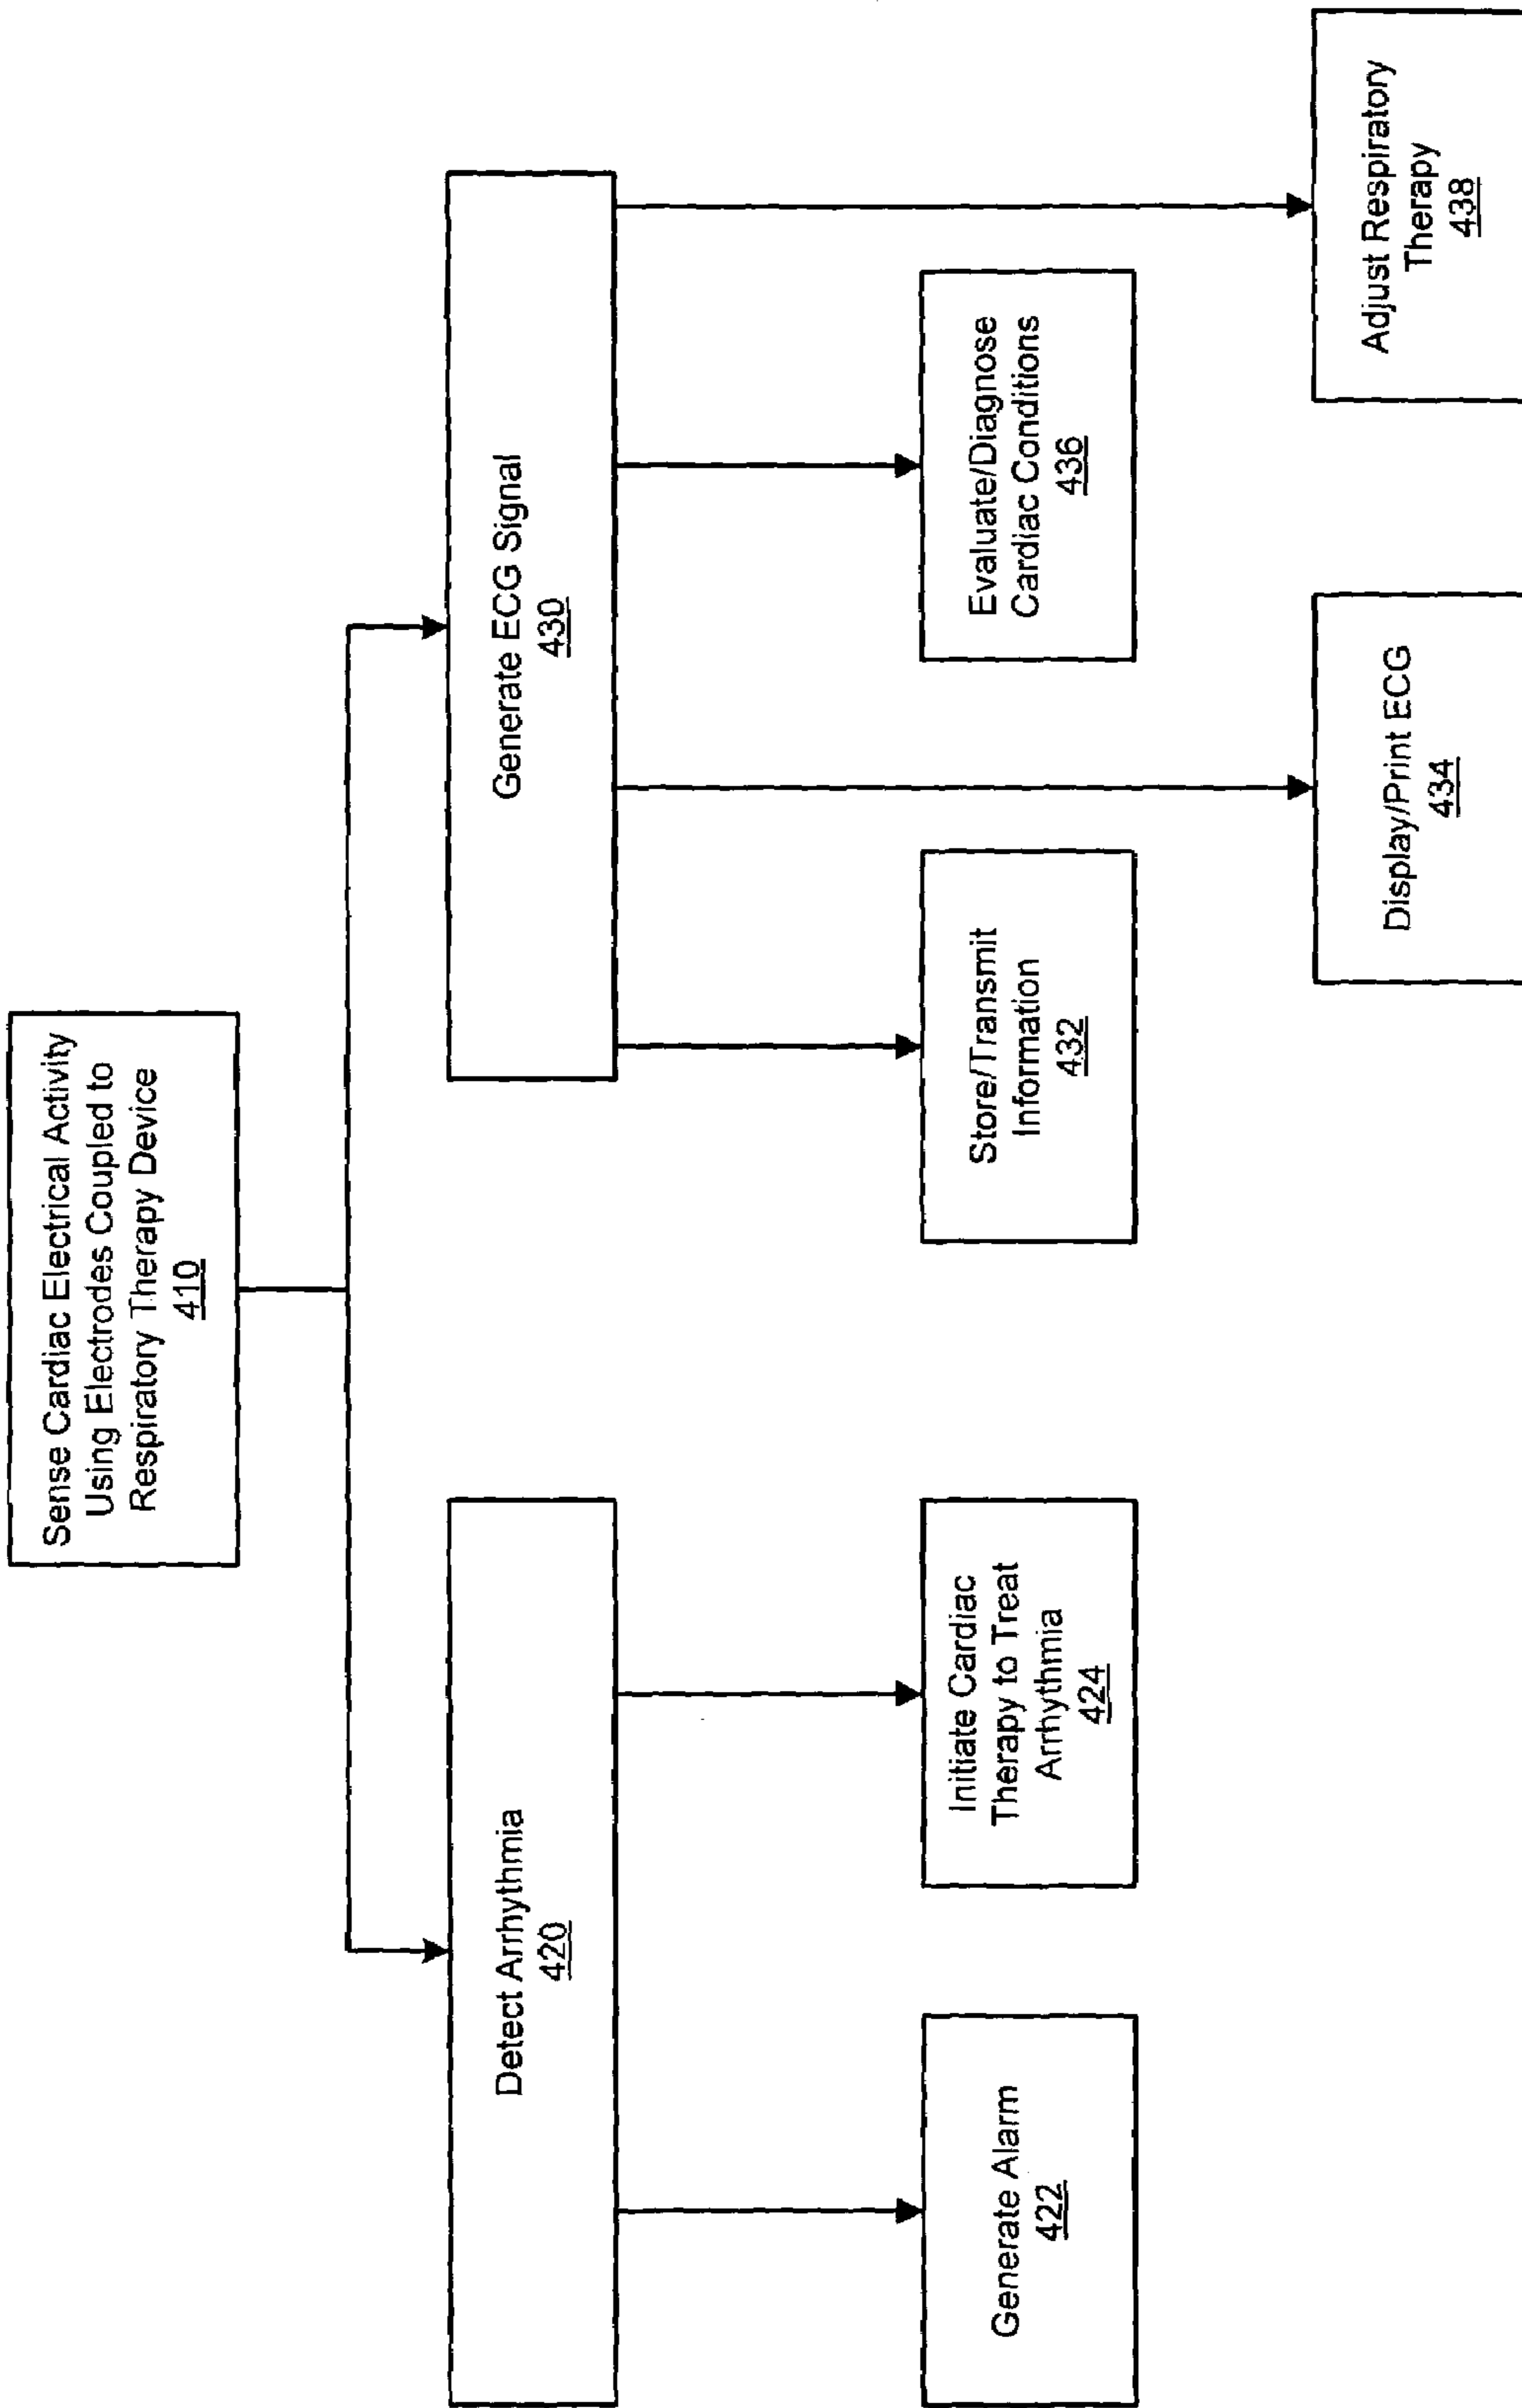 Sense Cardiac Electrical Activity
Using Electrodes Coupled to
Respiratory Therapy Device
410
Detect Arrhythmia
420
Generate ECG Signal
430
Generate Alarm
422
Initiate Cardiac
Therapy to Treat
Arrhythmia
424
Store/Transmit
Information
432
Evaluate/Diagnose
Cardiac Conditions
436
Display/Print ECG
434
Adjust Respiratory
Therapy
438